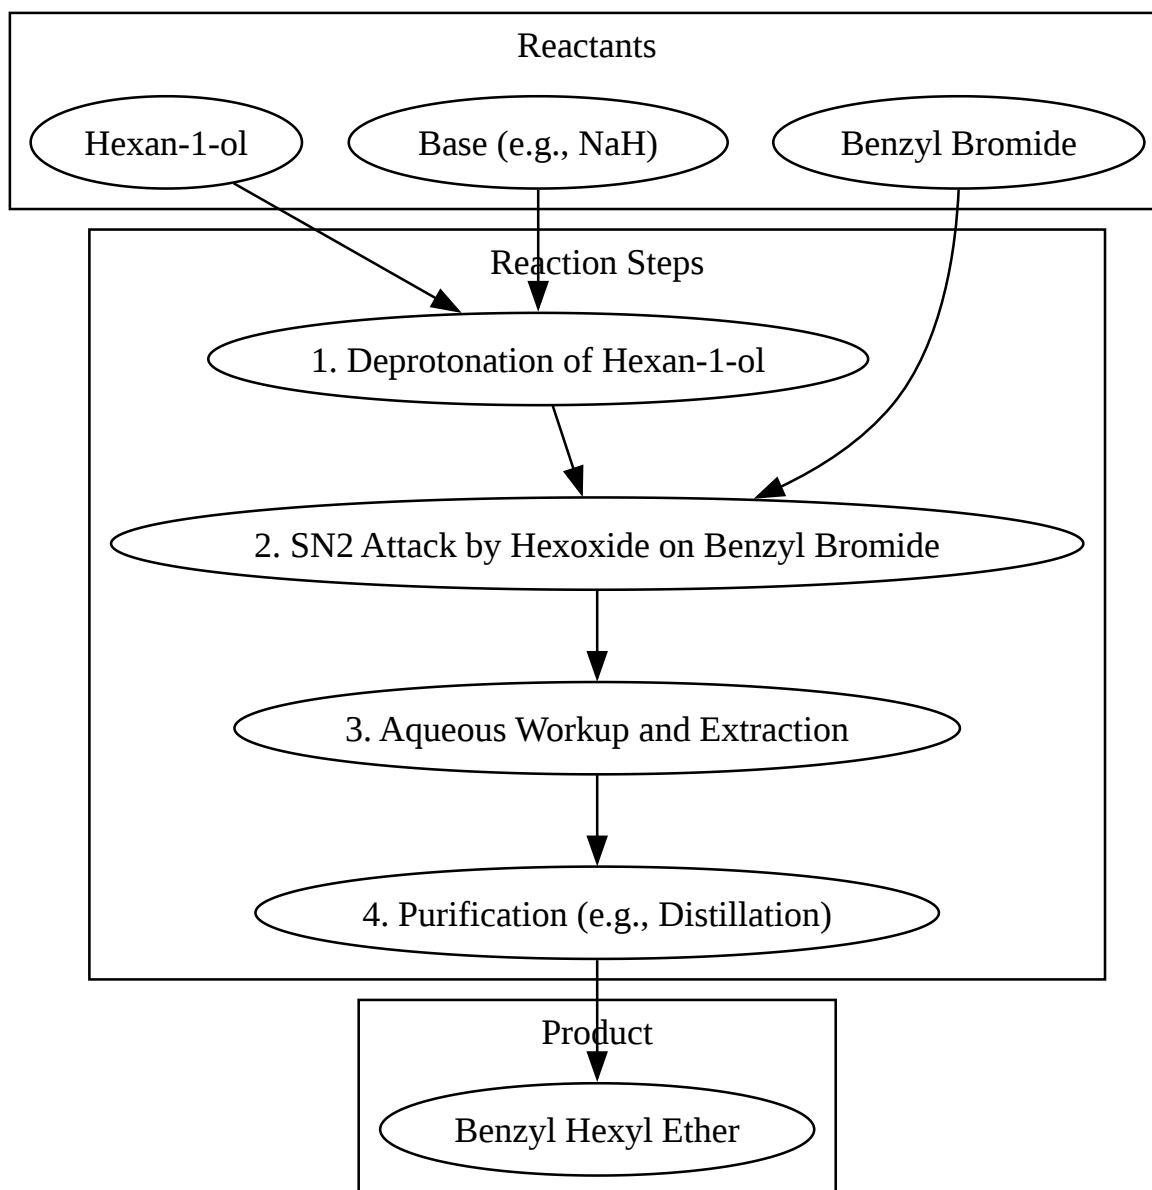 Reactants
Hexan-1-ol
Base (e.g., NaH)
Benzyl Bromide
Reaction Steps
1. Deprotonation of Hexan-1-ol
2. SN2 Attack by Hexoxide on Benzyl Bromide
3. Aqueous Workup and Extraction
4. Purification (e.g., Distillation)
Product
Benzyl Hexyl Ether